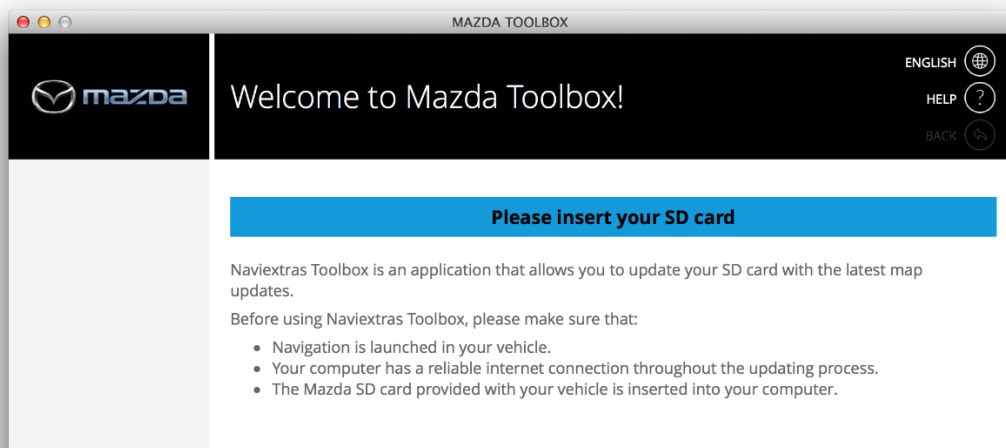 MAZDA TOOLBOX
mazda
Welcome to Mazda Toolbox!
ENGLISH
HELP
?
BACK
Please insert your SD card
Naviextras Toolbox is an application that allows you to update your SD card with the latest map
updates.
Before using Naviextras Toolbox, please make sure that:
• Navigation is launched in your vehicle.
• Your computer has a reliable internet connection throughout the updating process.
• The Mazda SD card provided with your vehicle is inserted into your computer.